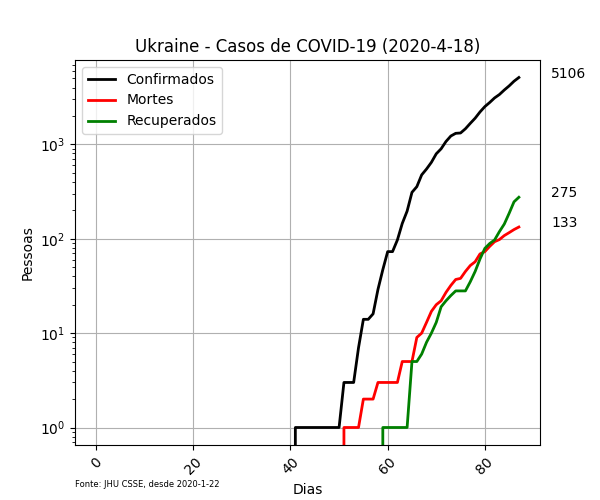 Ukraine - Casos de COVID-19 (2020-4-18)
Confirmados
Mortes
Recuperados
5106
275
133
10³
10²
10¹
10⁰
Pessoas
0
20
40
60
80
Dias
Fonte: JHU CSSE, desde 2020-1-22